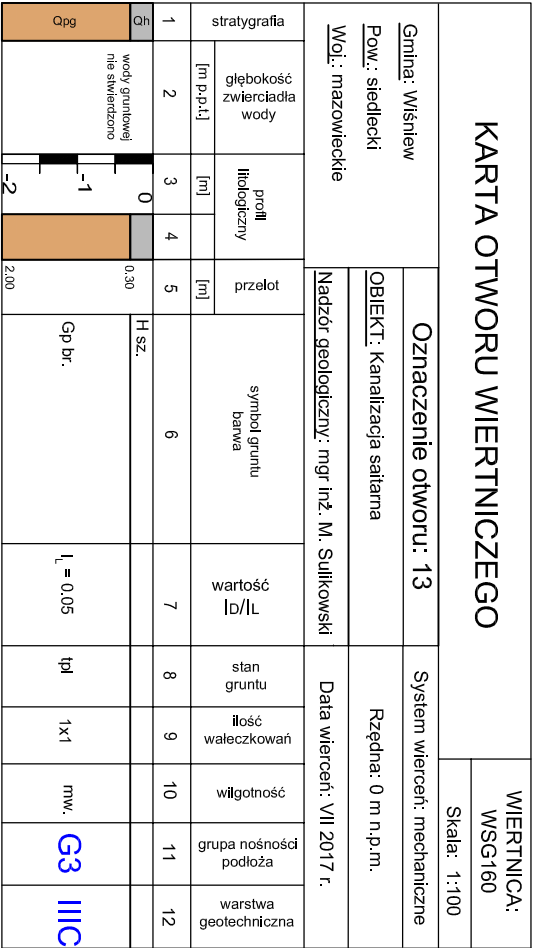 KARTA OTWORU WIERTNICZEGO
WIERTNICA:
WSG160
Skala: 1:100
Gmina: Wiśniew
Pow.: siedlecki
Woj.: mazowieckie
Oznaczenie otworu: 13
System wierceń: mechaniczne
OBIEKT: Kanalizacja saitarna
Rzędna: 0 m n.p.m.
Nadzór geologiczny: mgr inż. M. Sulikowski
Data wierceń: VII 2017 r.
stratygrafia
głębokość
zwierciadła
wody
[m p.p.t.]
profil
litologiczny
[m]
przelot
[m]
symbol gruntu
barwa
wartość
ID/IL
stan
gruntu
ilość
wałeczkowań
wilgotność
grupa nośności
podłoża
warstwa
geotechniczna
1 2 3 4 5 6 7 8 9 10 11 12
Qh
0
0.30
H sz.
Qpg
wody gruntowej
nie stwierdzono
-1
-2
2.00
Gp br.
IL = 0.05
tpl
1x1
mw.
G3
IIIC